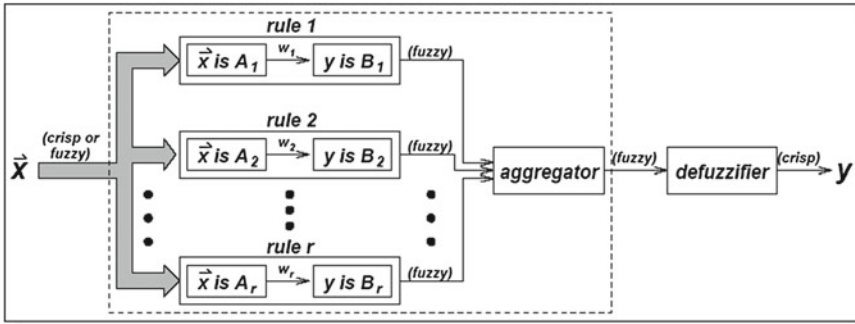 rule 1
x⃗ is A₁ w₁ y is B₁ (fuzzy)
rule 2
(crisp or
fuzzy)
x⃗
x⃗ is A₂ w₂ y is B₂ (fuzzy)
aggregator (fuzzy) defuzzifier (crisp) y
rule r
x⃗ is Aᵣ wᵣ y is Bᵣ (fuzzy)